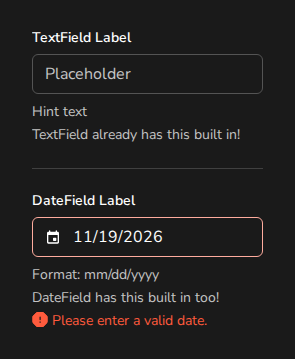 TextField Label
Placeholder
Hint text
TextField already has this built in!
DateField Label
11/19/2026
Format: mm/dd/yyyy
DateField has this built in too!
Please enter a valid date.